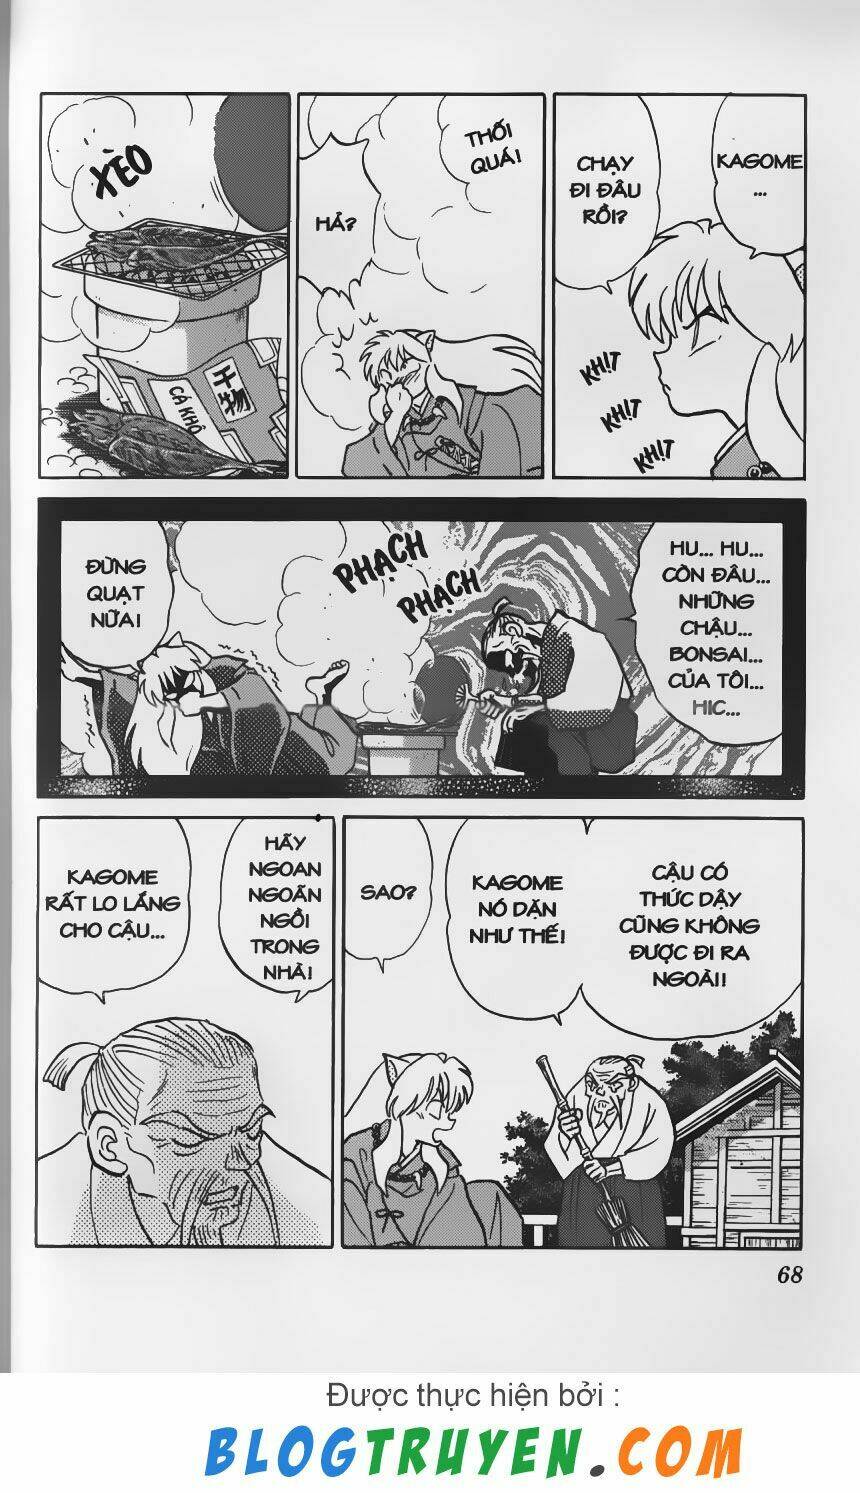 KAGOME
...
CHẠY
ĐI ĐÂU
RỒI?
KHỊT
KHỊT
KHỊT
THỐI
QUÁ!
HẢ?
XÈO
干物
CÁ KHÔ
HU... HU...
CÒN ĐÂU...
NHỮNG
CHẬU...
BONSAI...
CỦA TÔI...
HIC...
PHẠCH
PHẠCH
ĐỪNG
QUẠT
NỮA!
CẬU CÓ
THỨC DẬY
CŨNG KHÔNG
ĐƯỢC ĐI RA
NGOÀI!
KAGOME
NÓ DẶN
NHƯ THẾ!
SAO?
HÃY
NGOAN
NGOÃN
NGỒI
TRONG
NHÀ!
KAGOME
RẤT LO LẮNG
CHO CẬU...
68
Được thực hiện bởi :
BLOGTRUYEN.COM